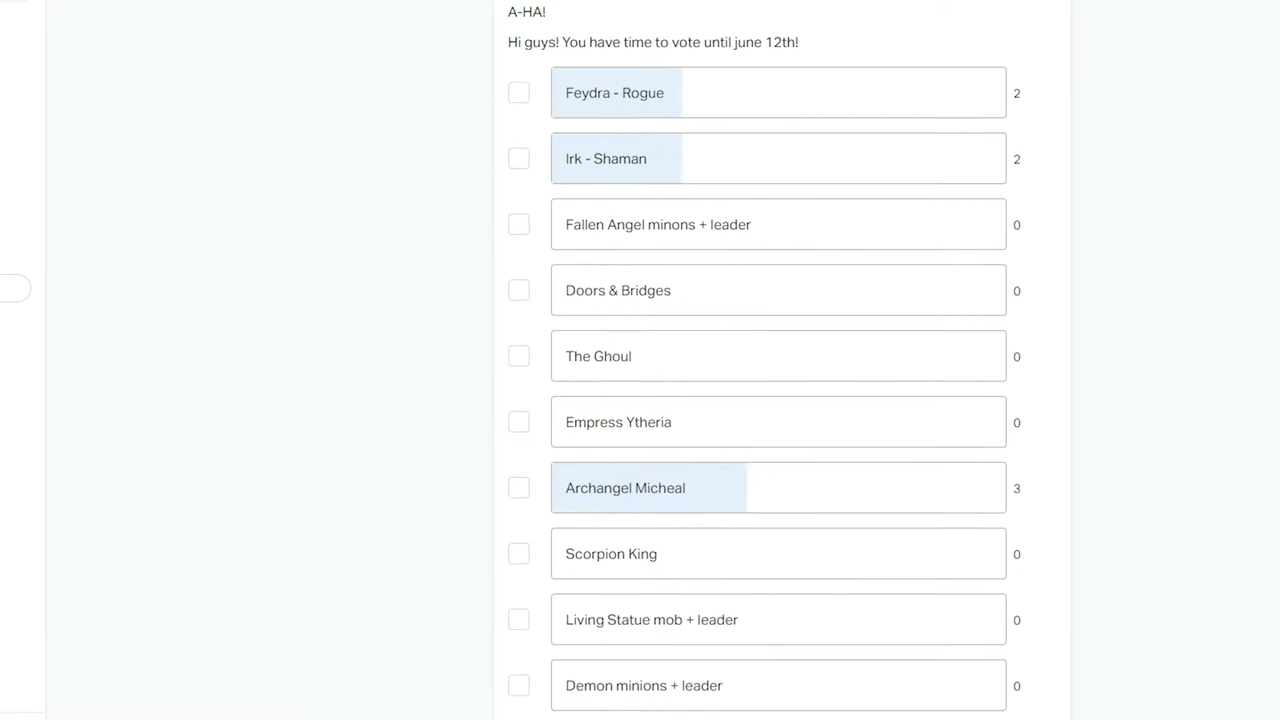 A-HA!
Hi guys! You have time to vote until june 12th!
Feydra - Rogue 2
Irk - Shaman 2
Fallen Angel minons + leader 0
Doors & Bridges 0
The Ghoul 0
Empress Ytheria 0
Archangel Micheal 3
Scorpion King 0
Living Statue mob + leader 0
Demon minions + leader 0